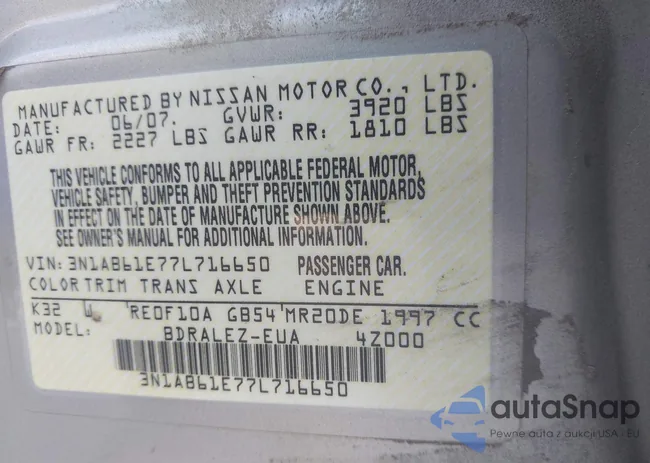 MANUFACTURED BY NISSAN MOTOR CO., LTD.
DATE: 06/07. GVWR: 3920 LBS
GAWR FR: 2227 LBS GAWR RR: 1810 LBS
THIS VEHICLE CONFORMS TO ALL APPLICABLE FEDERAL MOTOR,
VEHICLE SAFETY, BUMPER AND THEFT PREVENTION STANDARDS
IN EFFECT ON THE DATE OF MANUFACTURE SHOWN ABOVE.
SEE OWNER'S MANUAL FOR ADDITIONAL INFORMATION.
VIN: 3N1AB61E77L716650 PASSENGER CAR.
COLOR TRIM TRANS AXLE ENGINE
K32 RE0F10A GB54 MR20DE 1997 CC
MODEL: BDRALEZ-EUA 4Z000
3N1AB61E77L716650
autaSnap
Pewne auta z aukcji USA - EU